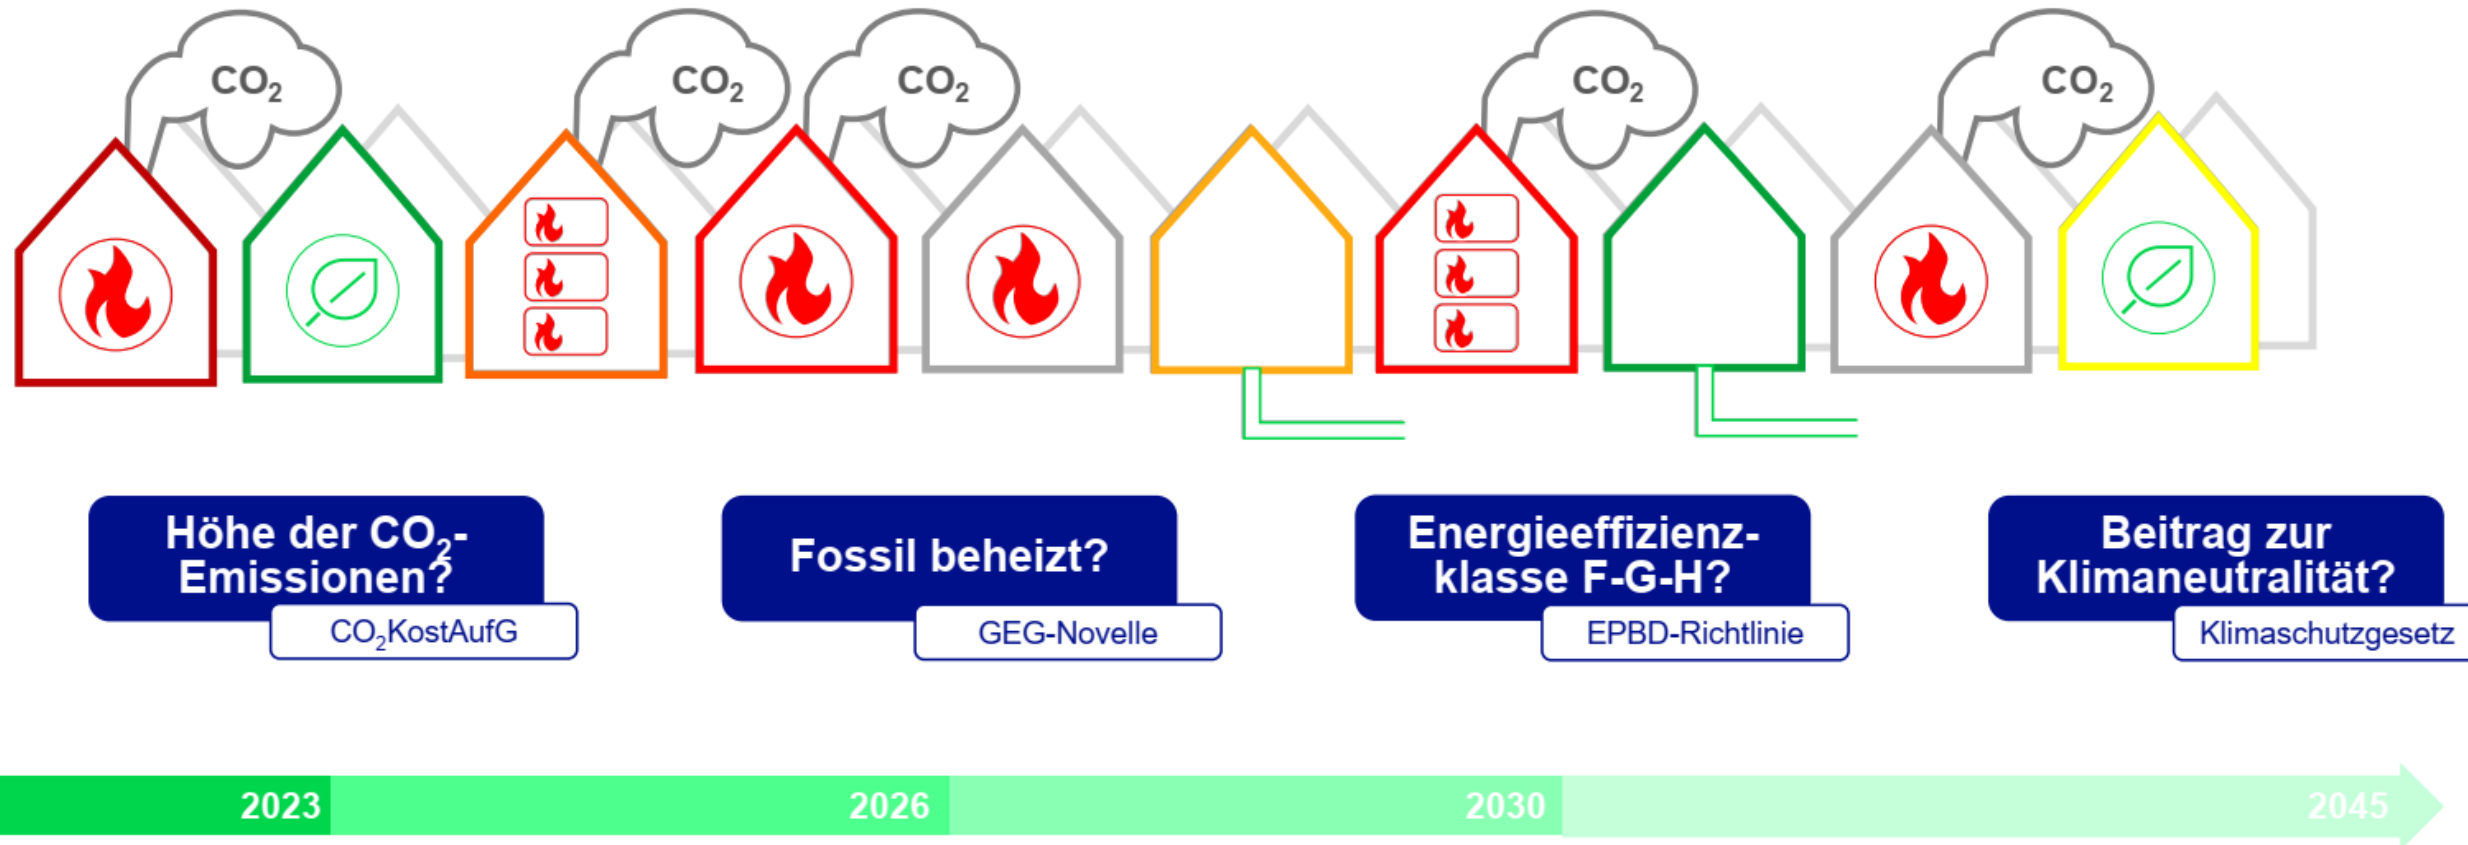 CO₂
CO₂
CO₂
CO₂
CO₂
Höhe der CO₂-
Emissionen?
CO₂KostAufG
Fossil beheizt?
GEG-Novelle
Energieeffizienz-
klasse F-G-H?
EPBD-Richtlinie
Beitrag zur
Klimaneutralität?
Klimaschutzgesetz
2023
2026
2030
2045